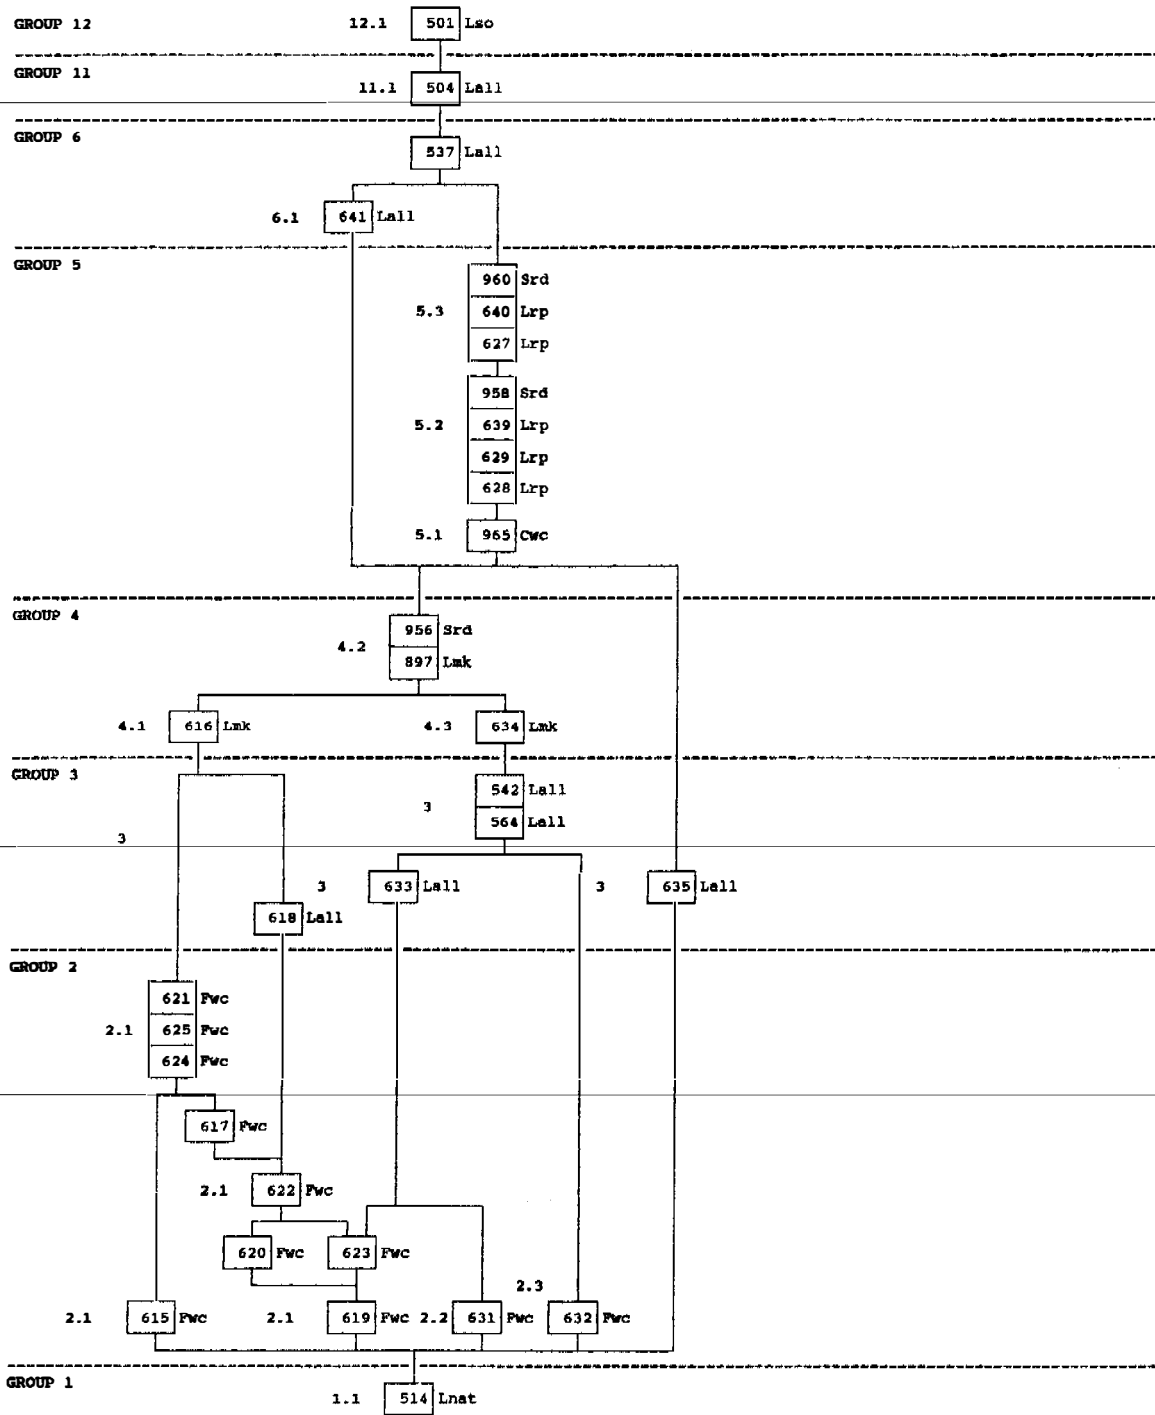 GROUP 12 12.1 501 Lso
GROUP 11
11.1 504 Lall
GROUP 6
537 Lall
6.1 641 Lall
GROUP 5
960 Srd
5.3 640 Lrp
627 Lrp
958 Srd
5.2 639 Lrp
629 Lrp
628 Lrp
5.1 965 Cwc
GROUP 4
956 Srd
4.2
897 Lmk
4.1 616 Lmk 4.3 634 Lmk
GROUP 3
542 Lall
3
564 Lall
3
3 633 Lall 3 635 Lall
618 Lall
GROUP 2
621 Fwc
2.1 625 Fwc
624 Fwc
617 Fwc
2.1 622 Fwc
620 Fwc 623 Fwc
2.3
2.1 615 Fwc 2.1 619 Fwc 2.2 631 Fwc 632 Fwc
GROUP 1
1.1 514 Lnat